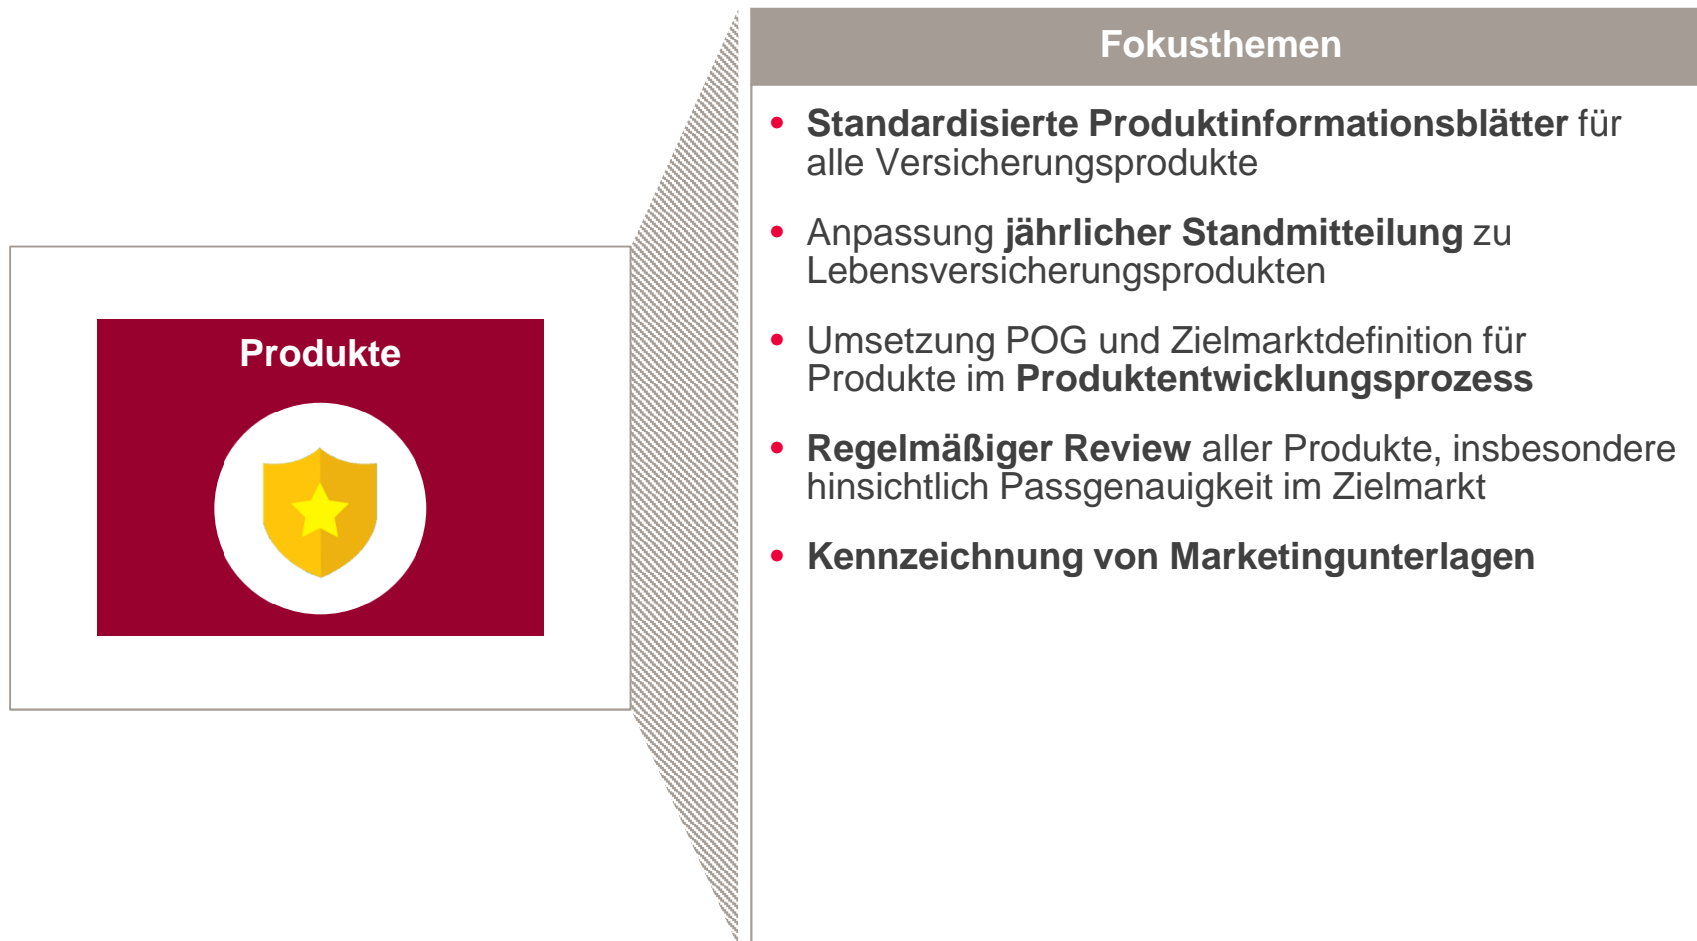 Produkte
Fokusthemen
• Standardisierte Produktinformationsblätter für
alle Versicherungsprodukte
• Anpassung jährlicher Standmitteilung zu
Lebensversicherungsprodukten
• Umsetzung POG und Zielmarktdefinition für
Produkte im Produktentwicklungsprozess
• Regelmäßiger Review aller Produkte, insbesondere
hinsichtlich Passgenauigkeit im Zielmarkt
• Kennzeichnung von Marketingunterlagen